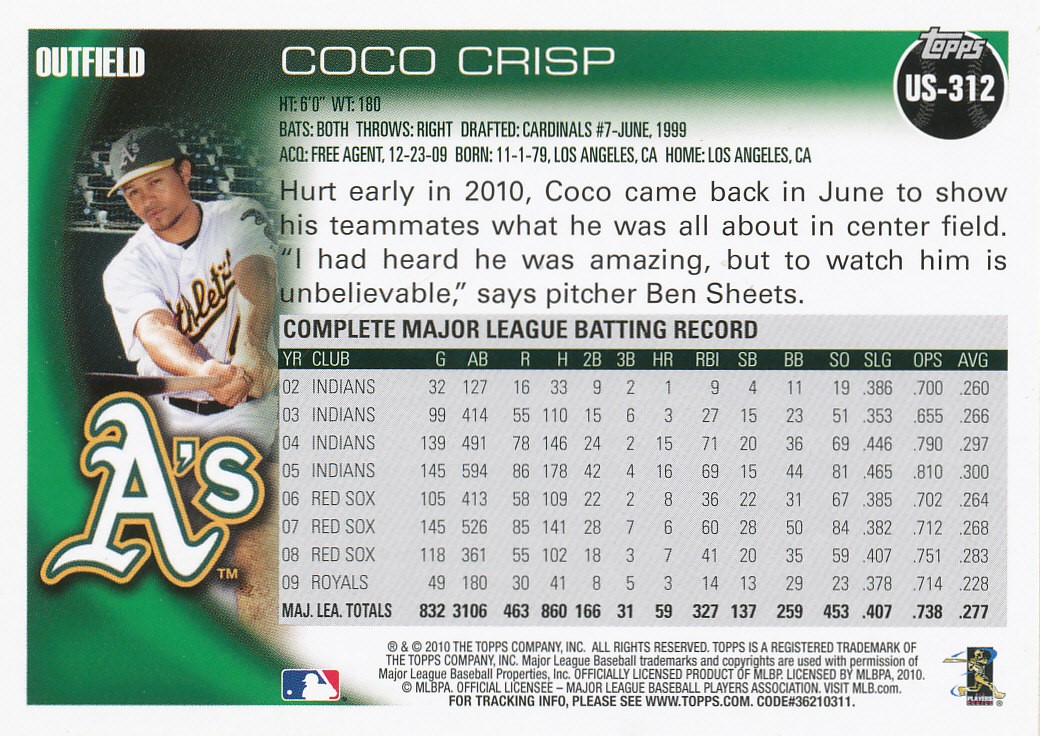 OUTFIELD
COCO CRISP
Topps
US-312
HT: 6'0" WT: 180
BATS: BOTH THROWS: RIGHT DRAFTED: CARDINALS #7-JUNE, 1999
ACQ: FREE AGENT, 12-23-09 BORN: 11-1-79, LOS ANGELES, CA HOME: LOS ANGELES, CA
Hurt early in 2010, Coco came back in June to show
his teammates what he was all about in center field.
"I had heard he was amazing, but to watch him is
unbelievable," says pitcher Ben Sheets.
COMPLETE MAJOR LEAGUE BATTING RECORD
YR CLUB G AB R H 2B 3B HR RBI SB BB SO SLG OPS AVG
02 INDIANS 32 127 16 33 9 2 1 9 4 11 19 .386 .700 .260
03 INDIANS 99 414 55 110 15 6 3 27 15 23 51 .353 .655 .266
04 INDIANS 139 491 78 146 24 2 15 71 20 36 69 .446 .790 .297
05 INDIANS 145 594 86 178 42 4 16 69 15 44 81 .465 .810 .300
06 RED SOX 105 413 58 109 22 2 8 36 22 31 67 .385 .702 .264
07 RED SOX 145 526 85 141 28 7 6 60 28 50 84 .382 .712 .268
08 RED SOX 118 361 55 102 18 3 7 41 20 35 59 .407 .751 .283
09 ROYALS 49 180 30 41 8 5 3 14 13 29 23 .378 .714 .228
MAJ. LEA. TOTALS 832 3106 463 860 166 31 59 327 137 259 453 .407 .738 .277
A's
thletic
A's TM
® & © 2010 THE TOPPS COMPANY, INC. ALL RIGHTS RESERVED. TOPPS IS A REGISTERED TRADEMARK OF
THE TOPPS COMPANY, INC. Major League Baseball trademarks and copyrights are used with permission of
Major League Baseball Properties, Inc. OFFICIALLY LICENSED PRODUCT OF MLBP. LICENSED BY MLBPA, 2010.
© MLBPA. OFFICIAL LICENSEE – MAJOR LEAGUE BASEBALL PLAYERS ASSOCIATION. VISIT MLB.com.
FOR TRACKING INFO, PLEASE SEE WWW.TOPPS.COM. CODE#36210311.